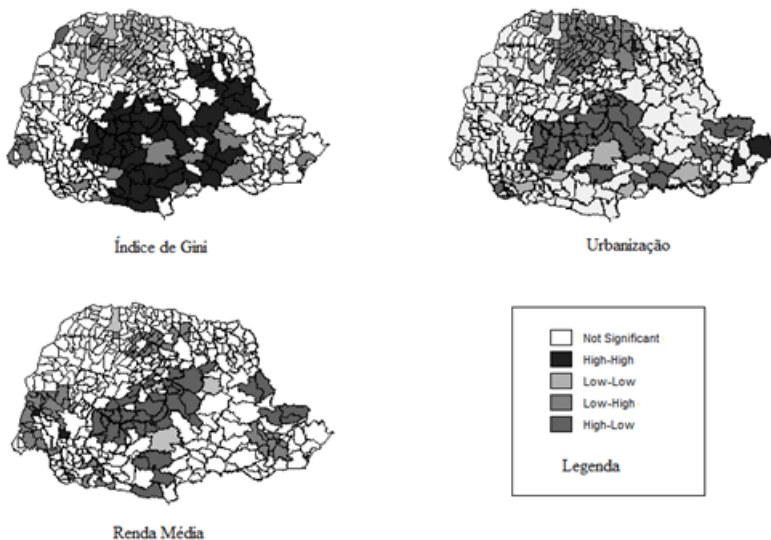 Índice de Gini
Urbanização
Not Significant
High-High
Low-Low
Low-High
High-Low
Legenda
Renda Média